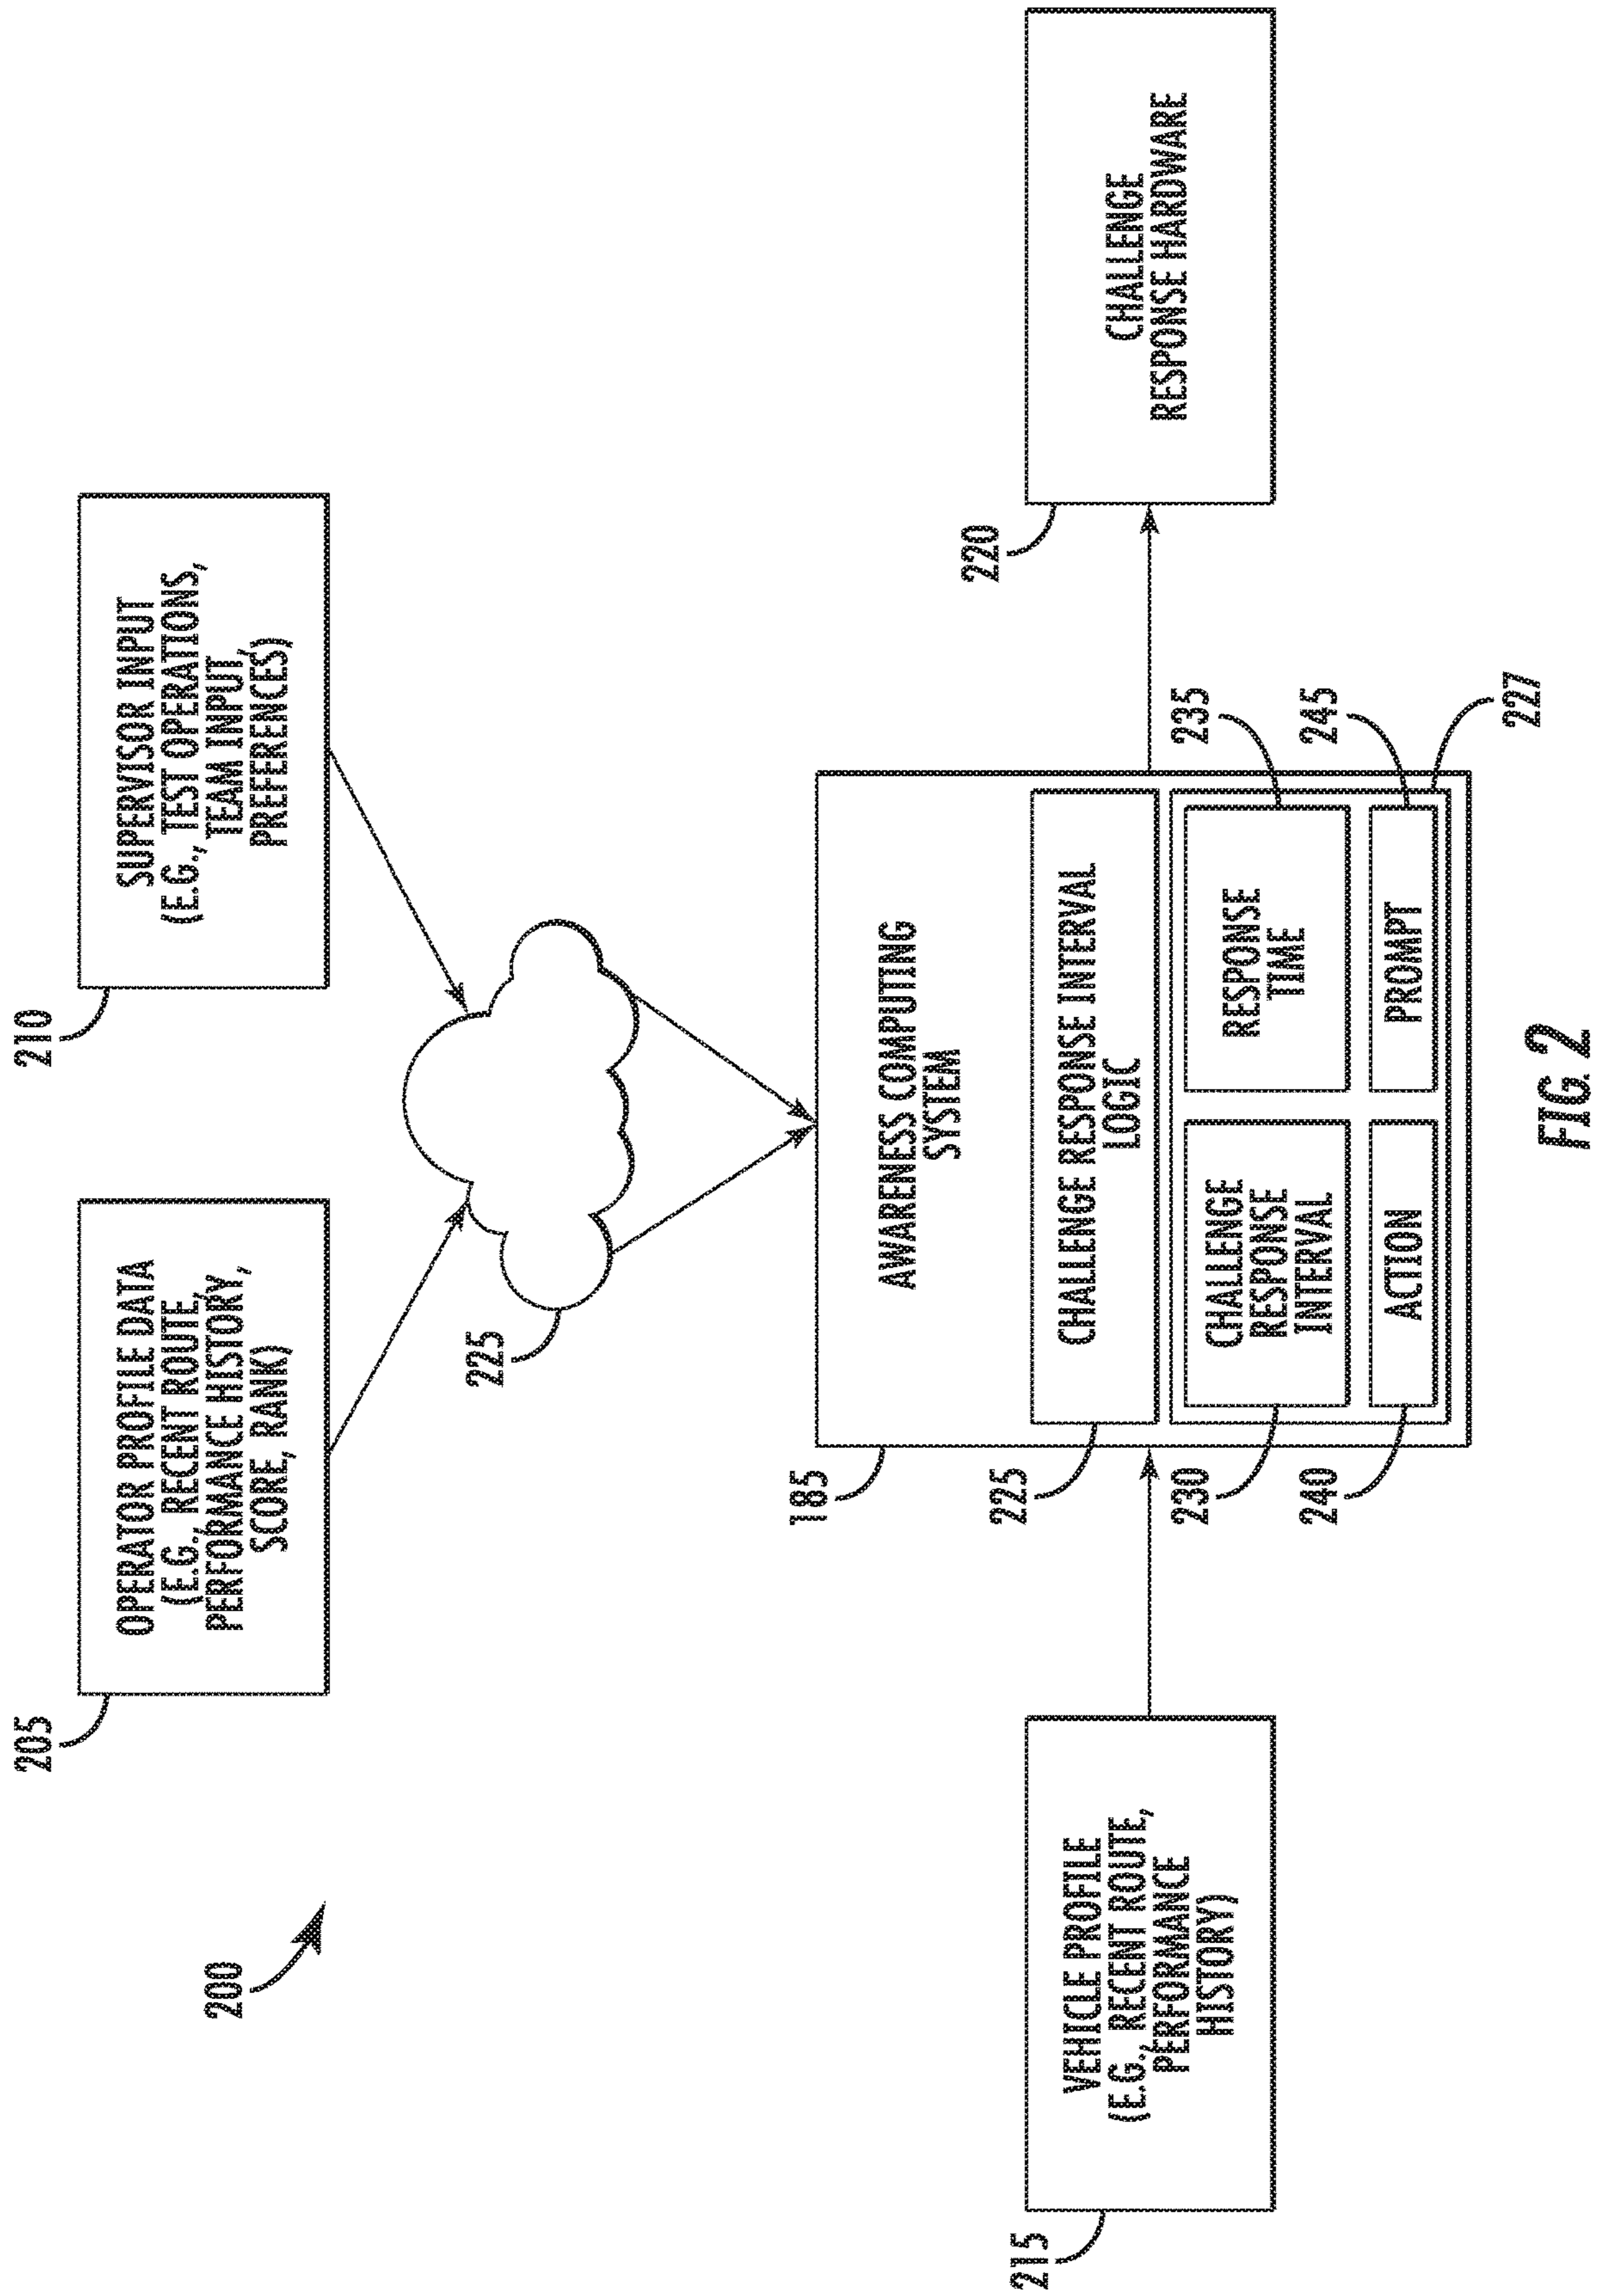 200
205
OPERATOR PROFILE DATA
(E.G., RECENT ROUTE,
PERFORMANCE HISTORY,
SCORE, RANK)
210
SUPERVISOR INPUT
(E.G., TEST OPERATIONS,
TEAM INPUT,
PREFERENCES)
225
215
VEHICLE PROFILE
(E.G., RECENT ROUTE,
PERFORMANCE
HISTORY)
185
AWARENESS COMPUTING
SYSTEM
225
CHALLENGE RESPONSE INTERVAL
LOGIC
230
CHALLENGE
RESPONSE
INTERVAL
235
RESPONSE
TIME
240
ACTION
245
PROMPT
227
220
CHALLENGE
RESPONSE HARDWARE
FIG. 2